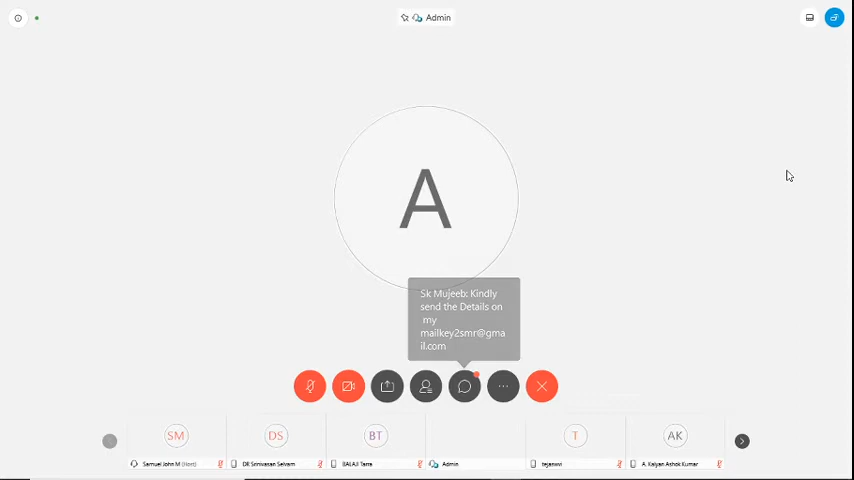 Admin
A
Sk Mujeeb: Kindly
send the Details on
my
mailkey2smr@gma
il.com
SM
DS
BT
T
AK
Samuel John M (Host)
DR Srinivasan Selvam
BALAJI Tarra
Admin
tejaswi
A. Kalyan Ashok Kumar